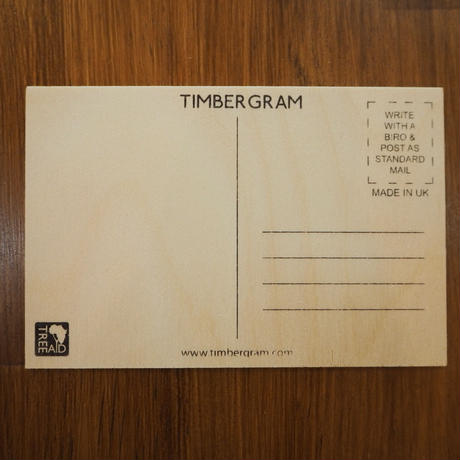 TIMBERGRAM
WRITE
WITH A
BIRO &
POST AS
STANDARD
MAIL
MADE IN UK
TREE
AID
www.timbergram.com